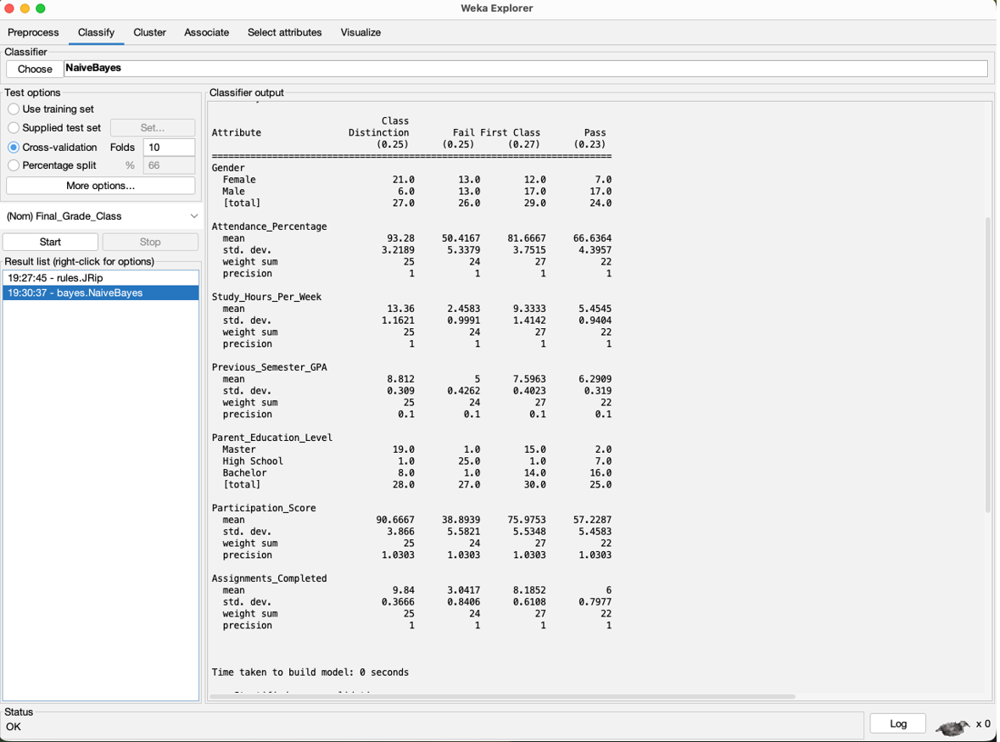 Weka Explorer
Preprocess Classify Cluster Associate Select attributes Visualize
Classifier
Choose NaiveBayes
Test options
Use training set
Supplied test set Set...
Cross-validation Folds 10
Percentage split % 66
More options...
(Nom) Final_Grade_Class
Start Stop
Result list (right-click for options)
19:27:45 - rules.JRip
19:30:37 - bayes.NaiveBayes
Classifier output
Class
Attribute Distinction Fail First Class Pass
(0.25) (0.25) (0.27) (0.23)
=========================================================================
Gender
Female 21.0 13.0 12.0 7.0
Male 6.0 13.0 17.0 17.0
[total] 27.0 26.0 29.0 24.0
Attendance_Percentage
mean 93.28 50.4167 81.6667 66.6364
std. dev. 3.2189 5.3379 3.7515 4.3957
weight sum 25 24 27 22
precision 1 1 1 1
Study_Hours_Per_Week
mean 13.36 2.4583 9.3333 5.4545
std. dev. 1.1621 0.9991 1.4142 0.9404
weight sum 25 24 27 22
precision 1 1 1 1
Previous_Semester_GPA
mean 8.812 5 7.5963 6.2909
std. dev. 0.309 0.4262 0.4023 0.319
weight sum 25 24 27 22
precision 0.1 0.1 0.1 0.1
Parent_Education_Level
Master 19.0 1.0 15.0 2.0
High School 1.0 25.0 1.0 7.0
Bachelor 8.0 1.0 14.0 16.0
[total] 28.0 27.0 30.0 25.0
Participation_Score
mean 90.6667 38.8939 75.9753 57.2287
std. dev. 3.866 5.5821 5.5348 5.4583
weight sum 25 24 27 22
precision 1.0303 1.0303 1.0303 1.0303
Assignments_Completed
mean 9.84 3.0417 8.1852 6
std. dev. 0.3666 0.8406 0.6108 0.7977
weight sum 25 24 27 22
precision 1 1 1 1
Time taken to build model: 0 seconds
Status
OK
Log x 0